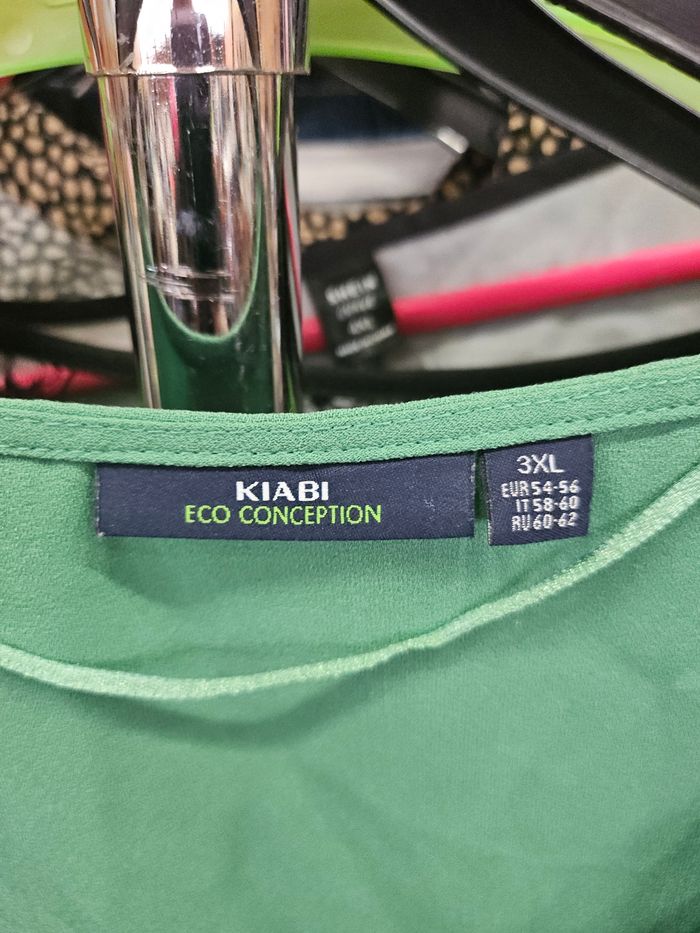 KIABI
ECO CONCEPTION
3XL
EUR 54-56
IT 58-60
RU 60-62